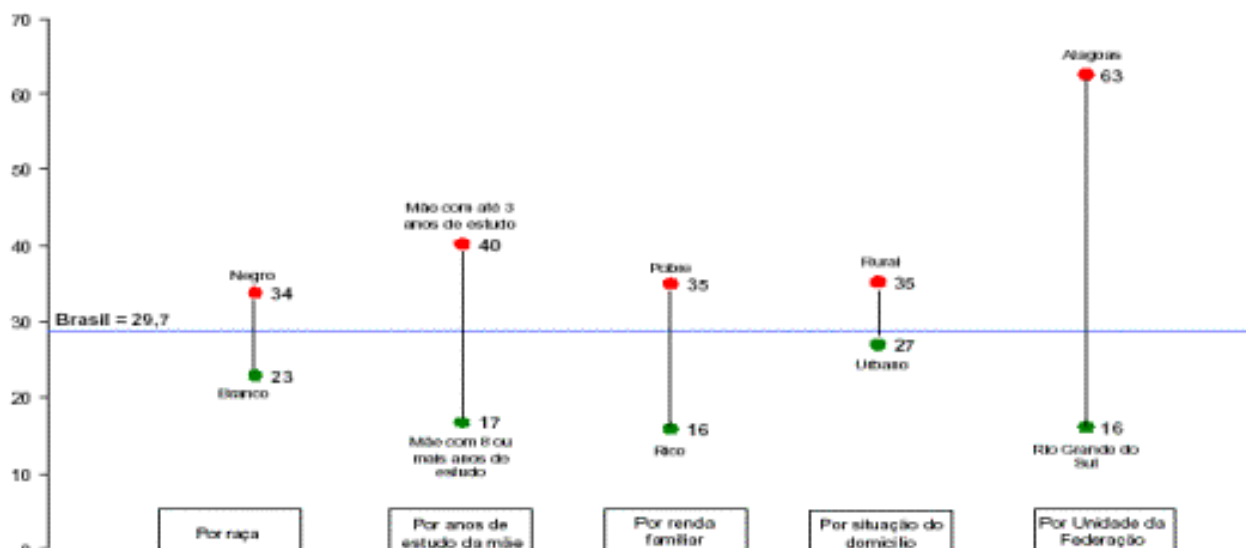 70
60
50
40
30
20
10
0
Brasil = 29,7
Negro
34
23
Branco
Mãe com até 3
anos de estudo
40
17
Mãe com 8 ou
mais anos de
estudo
Pobre
35
16
Rico
Rural
35
27
Urbano
Alagoas
63
16
Rio Grande do
Sul
Por raça
Por anos de
estudo da mãe
Por renda
familiar
Por situação do
domicílio
Por Unidade da
Federação